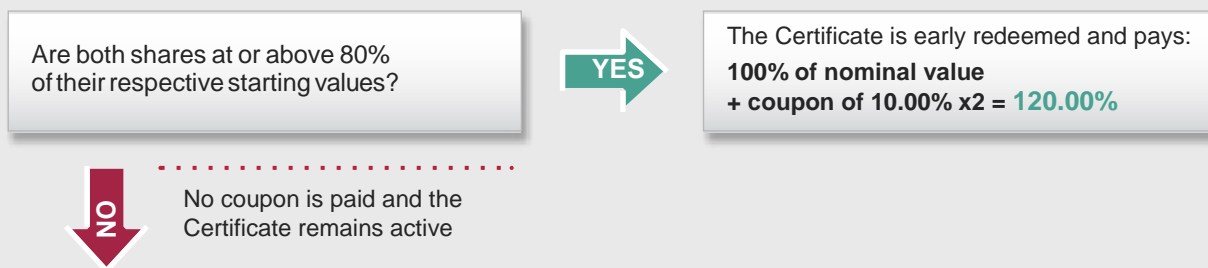 Are both shares at or above 80%
of their respective starting values?
YES
The Certificate is early redeemed and pays:
100% of nominal value
+ coupon of 10.00% x2 = 120.00%
NO
No coupon is paid and the
Certificate remains active